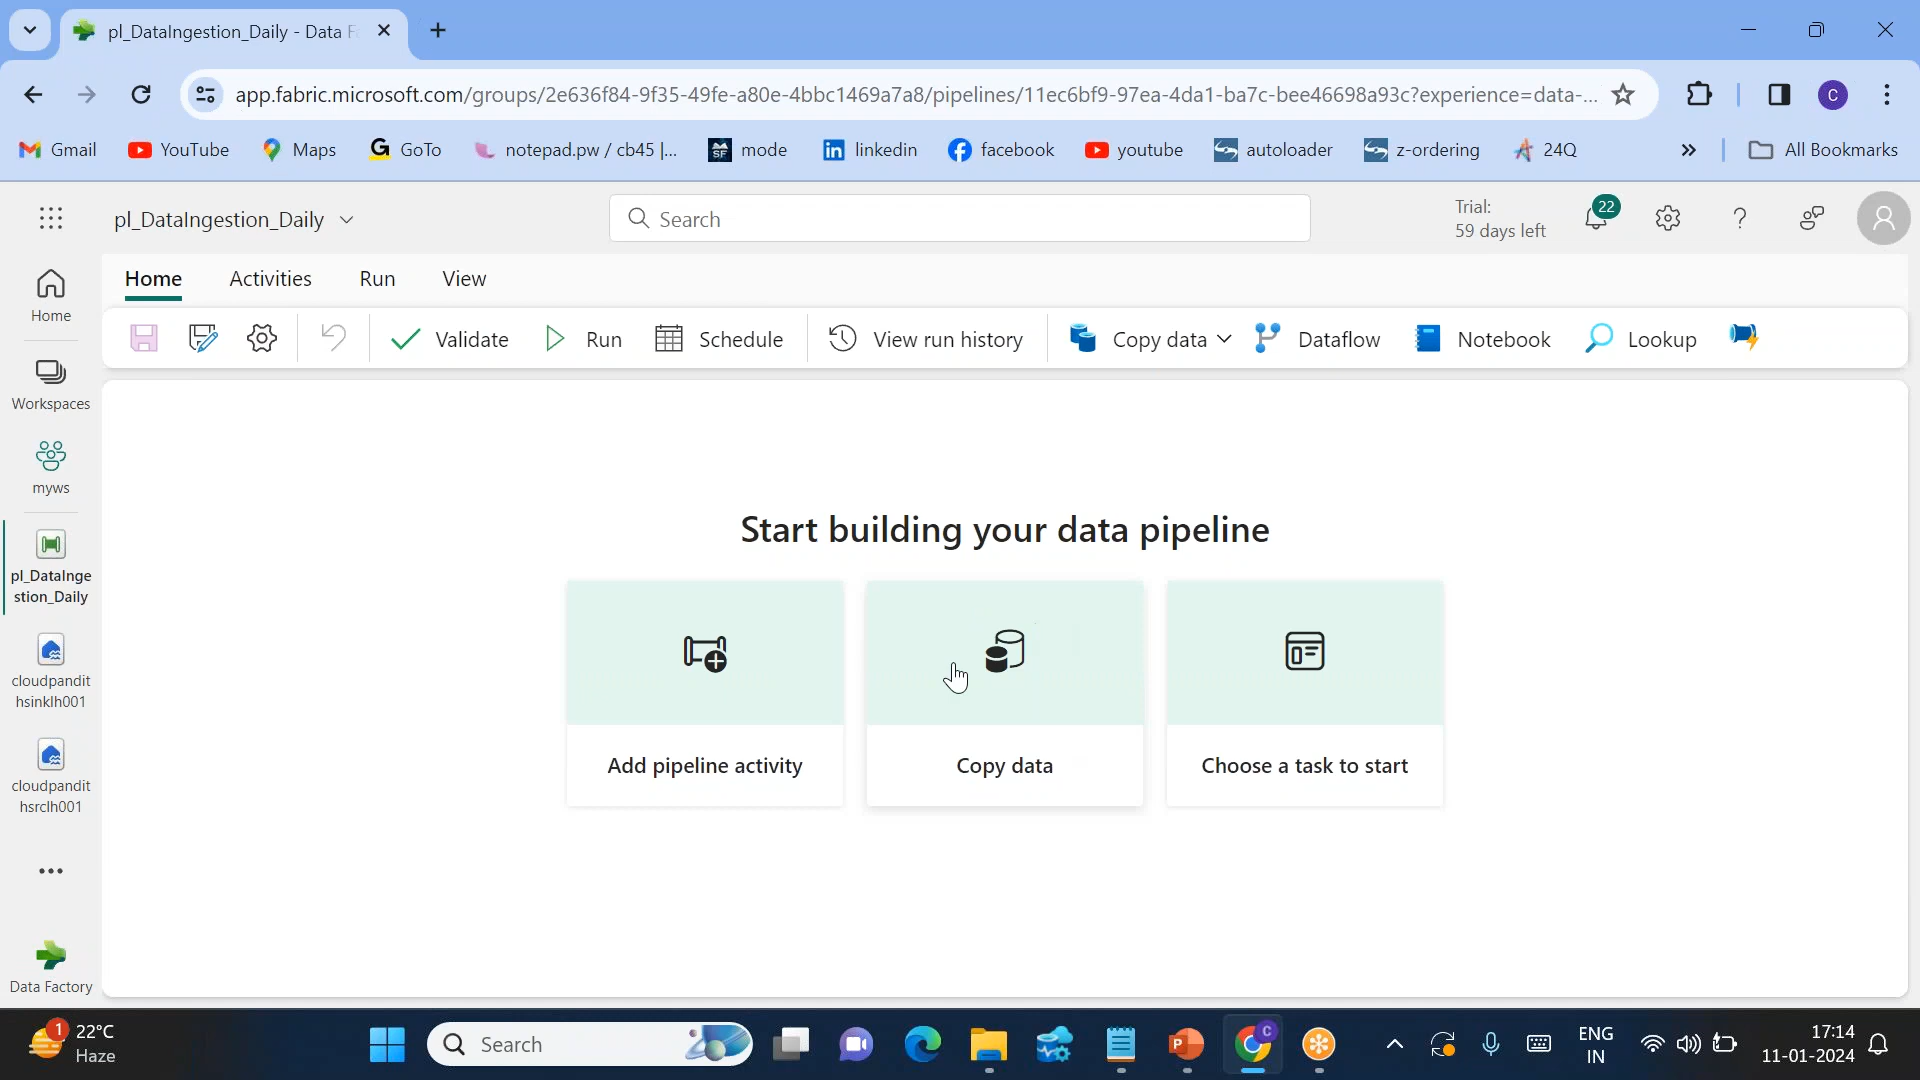 pl_DataIngestion_Daily - Data F
app.fabric.microsoft.com/groups/2e636f84-9f35-49fe-a80e-4bbc1469a7a8/pipelines/11ec6bf9-97ea-4da1-ba7c-bee46698a93c?experience=data-...
C
Gmail YouTube Maps GoTo notepad.pw / cb45 |... mode linkedin facebook youtube autoloader z-ordering 24Q » All Bookmarks
pl_DataIngestion_Daily
Search
Trial:
59 days left
22
Home Activities Run View
Validate Run Schedule View run history Copy data Dataflow Notebook Lookup
Home
Workspaces
myws
pl_DataInge
stion_Daily
cloudpandit
hsinklh001
cloudpandit
hsrclh001
Data Factory
Start building your data pipeline
Add pipeline activity
Copy data
Choose a task to start
1
22°C
Haze
Search
ENG
IN
17:14
11-01-2024